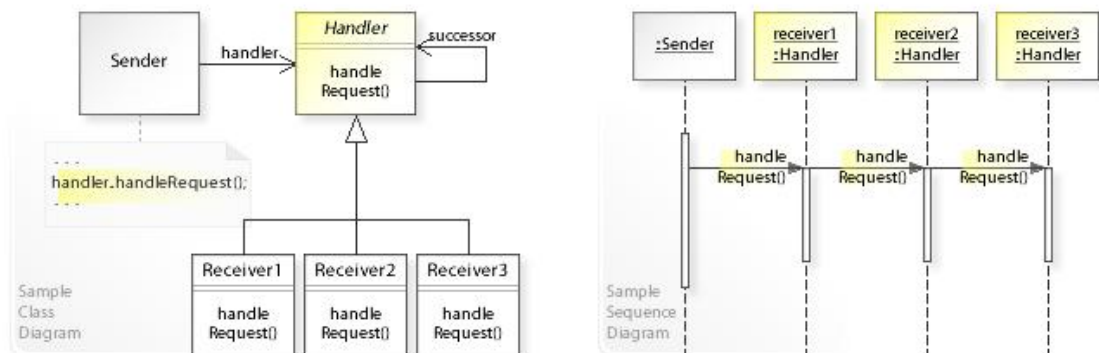 Sender
handler
Handler
handle
Request()
successor
...
handler.handleRequest();
...
Receiver1
handle
Request()
Receiver2
handle
Request()
Receiver3
handle
Request()
Sample
Class
Diagram
:Sender
receiver1
:Handler
receiver2
:Handler
receiver3
:Handler
handle
Request()
handle
Request()
handle
Request()
Sample
Sequence
Diagram